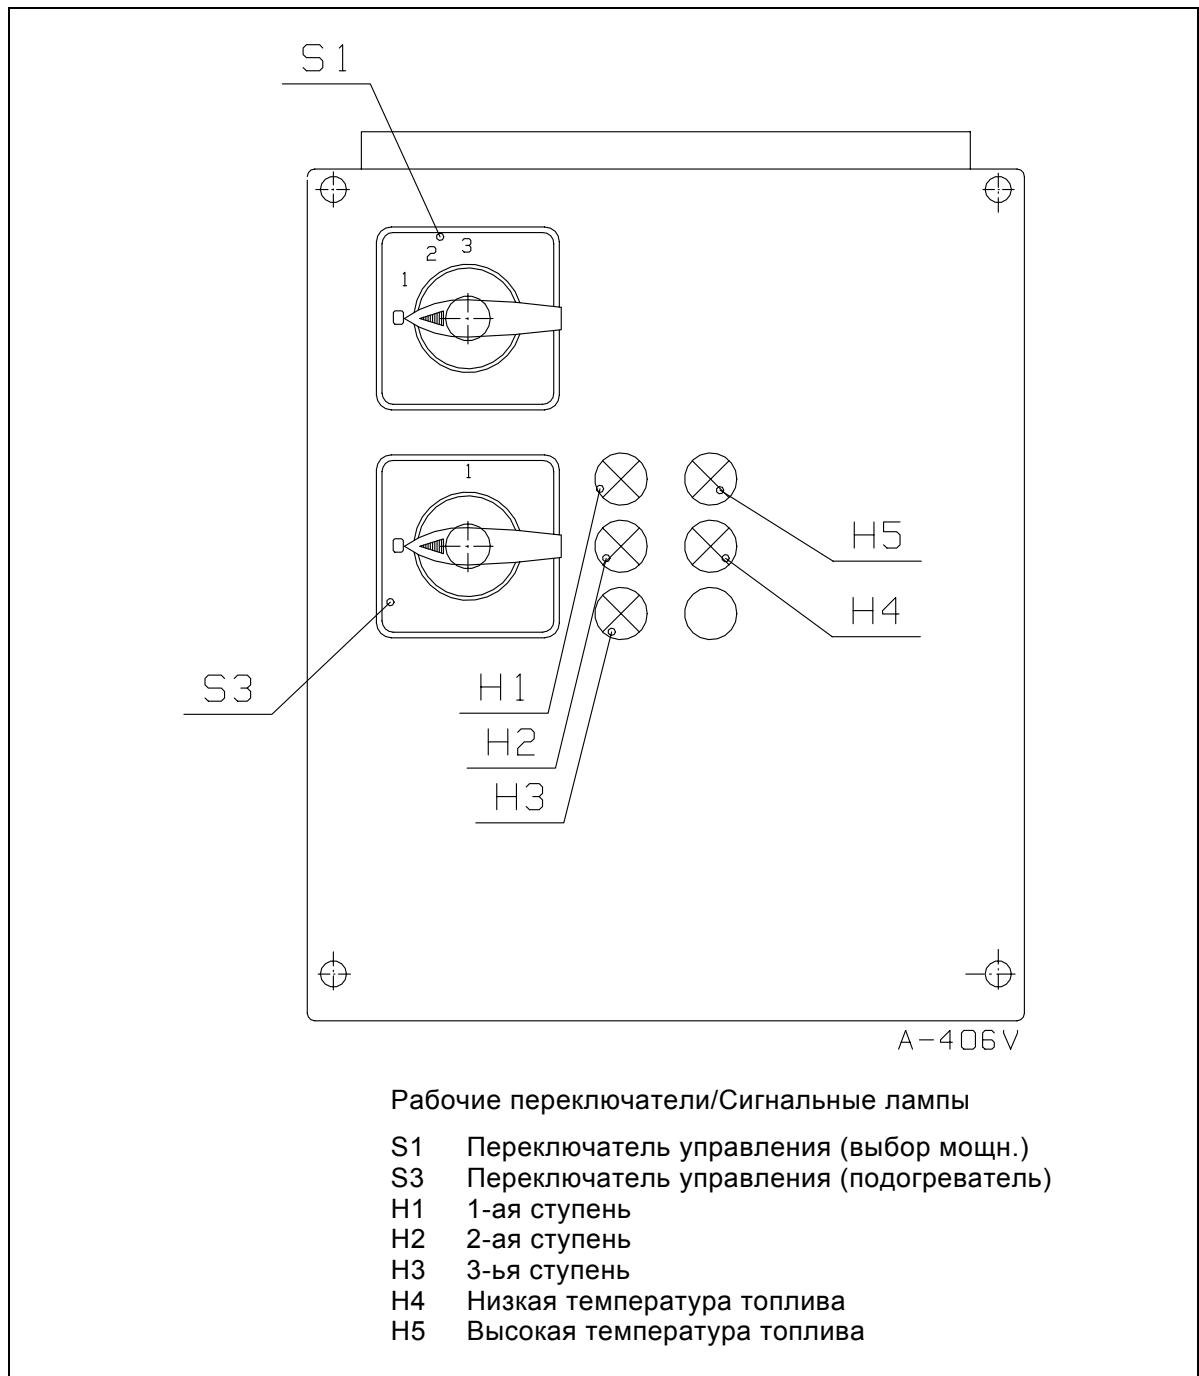 S1
3
2
1
0
1
0
H5
H4
S3
H1
H2
H3
A-406V
Рабочие переключатели/Сигнальные лампы
S1 Переключатель управления (выбор мощн.)
S3 Переключатель управления (подогреватель)
H1 1-ая ступень
H2 2-ая ступень
H3 3-ья ступень
H4 Низкая температура топлива
H5 Высокая температура топлива